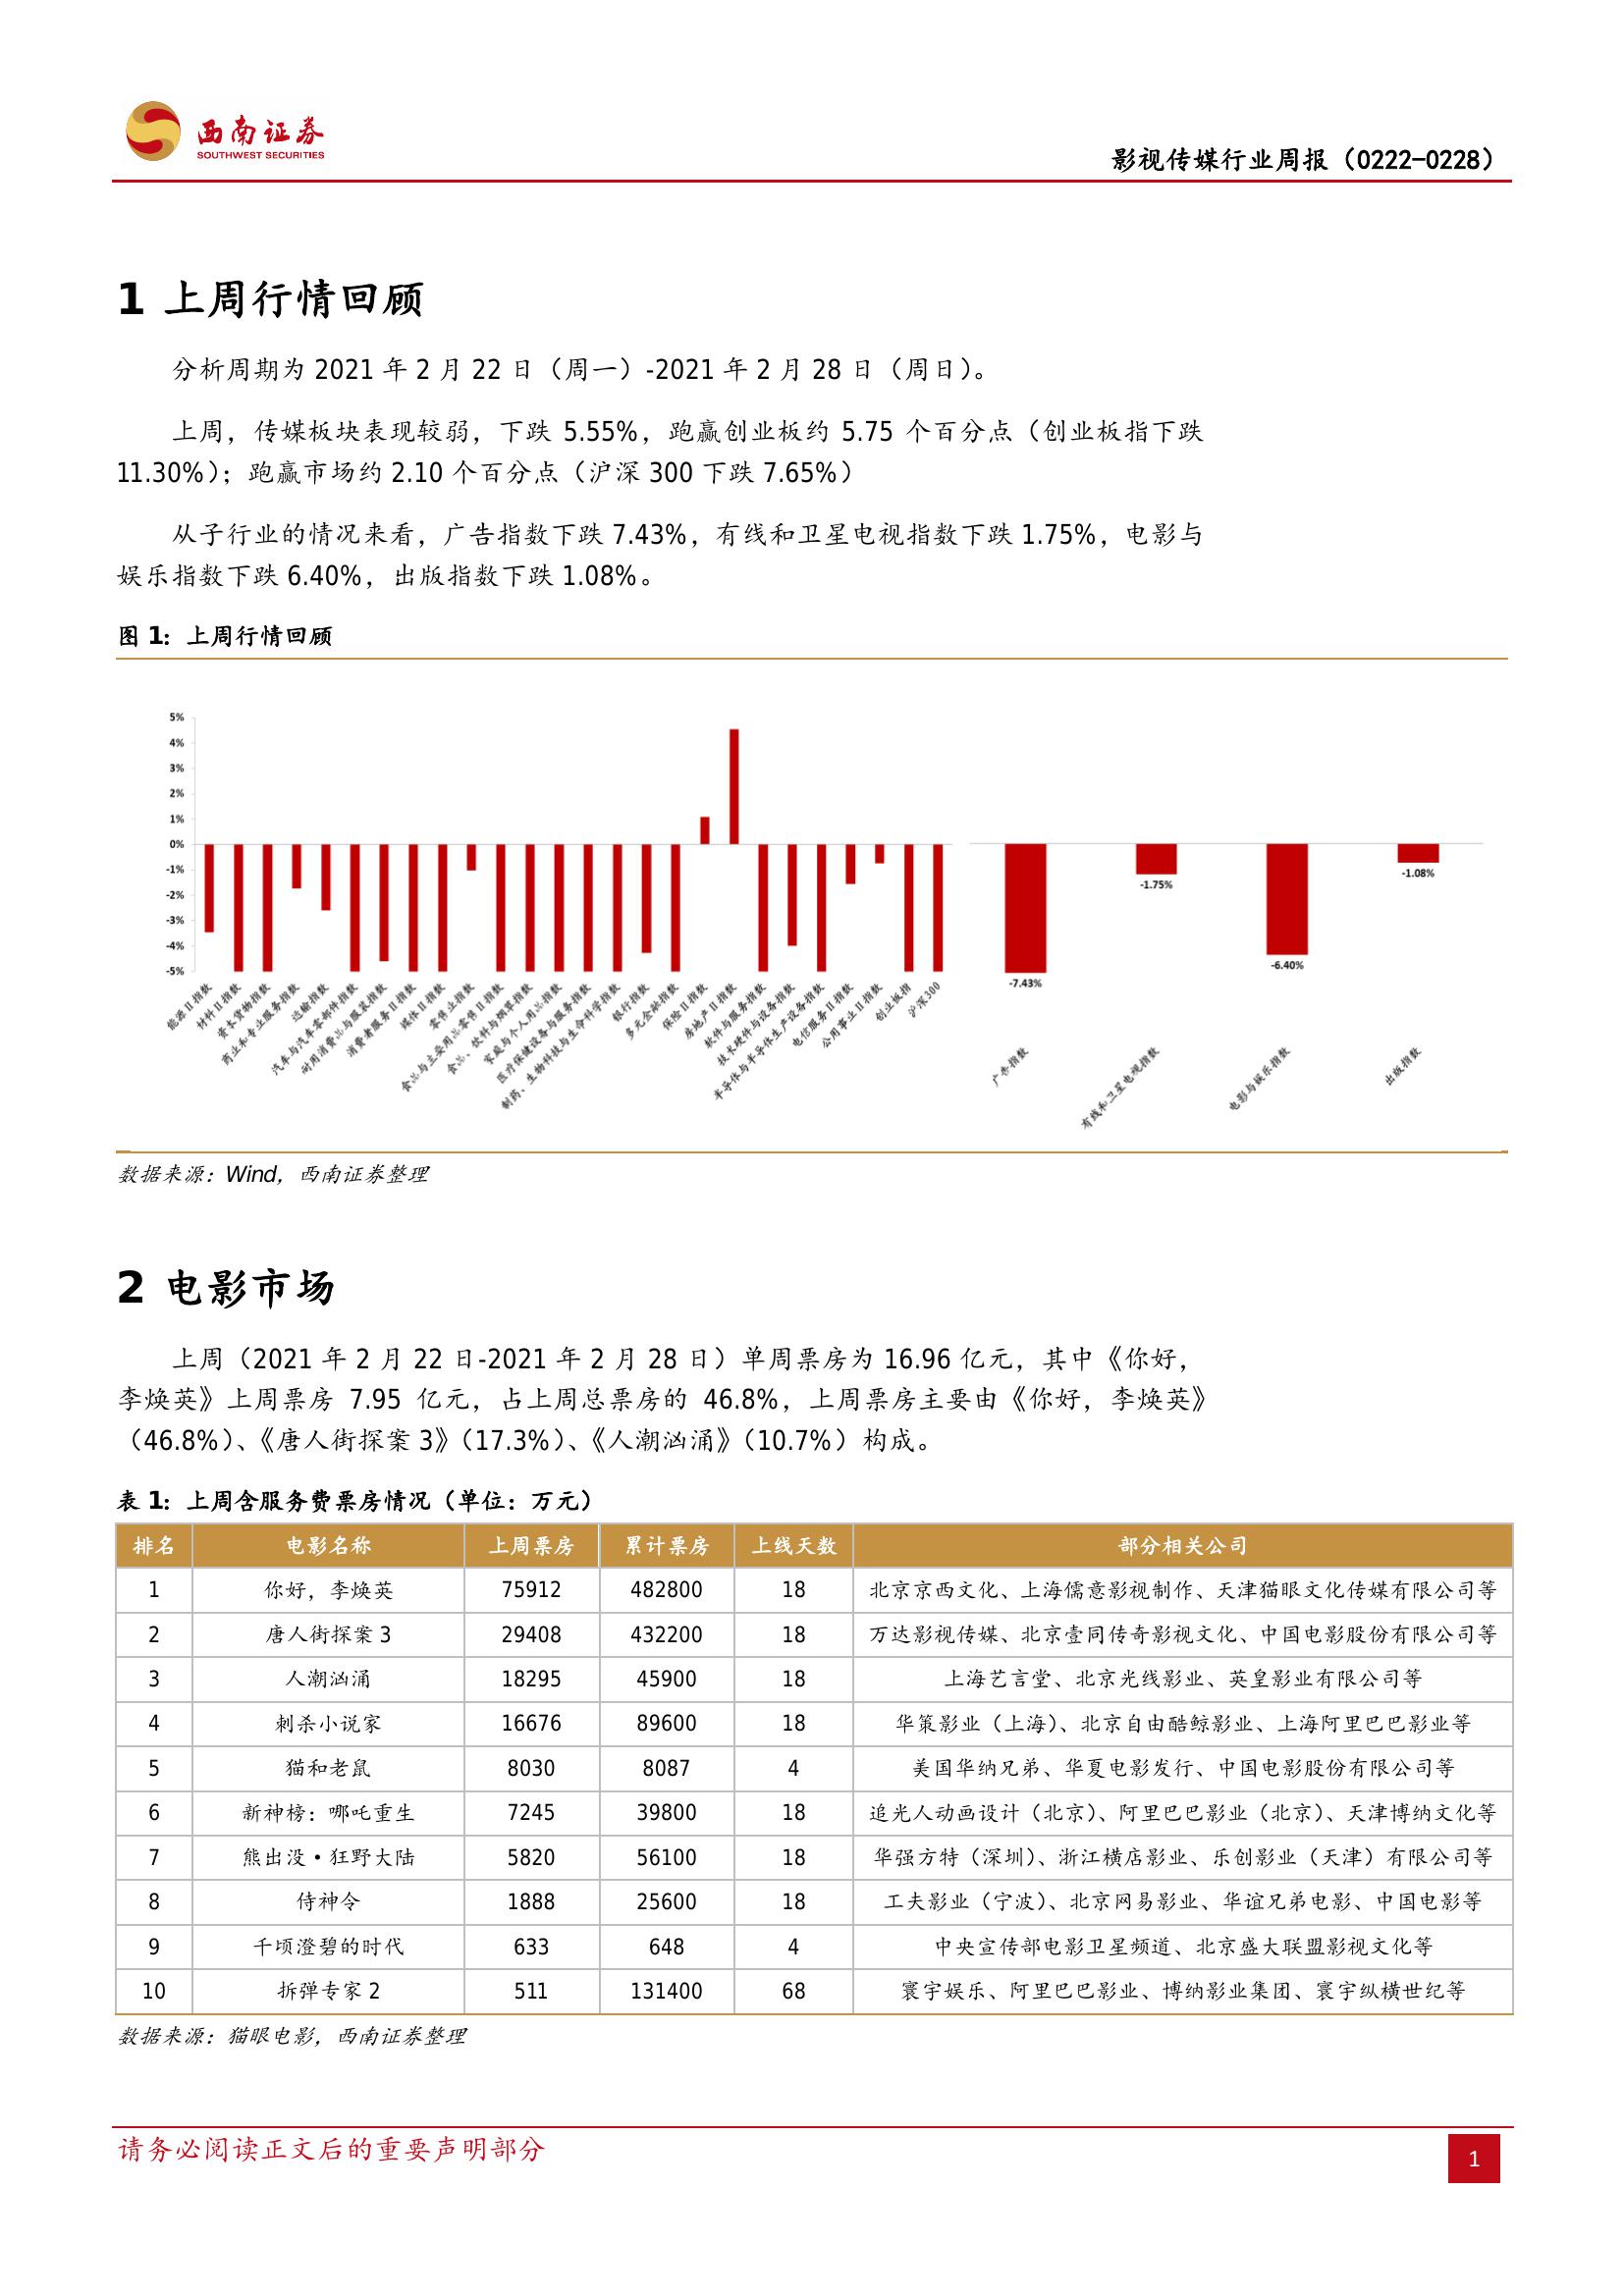 西南证券
SOUTHWEST SECURITIES
影视传媒行业周报（0222-0228）
1 上周行情回顾
分析周期为 2021 年 2 月 22 日（周一）-2021 年 2 月 28 日（周日）。
上周，传媒板块表现较弱，下跌 5.55%，跑赢创业板约 5.75 个百分点（创业板指下跌
11.30%）；跑赢市场约 2.10 个百分点（沪深 300 下跌 7.65%）
从子行业的情况来看，广告指数下跌 7.43%，有线和卫星电视指数下跌 1.75%，电影与
娱乐指数下跌 6.40%，出版指数下跌 1.08%。
图 1：上周行情回顾
5%
4%
3%
2%
1%
0%
-1%
-2%
-3%
-4%
-5%
能源II指数
材料II指数
资本货物指数
商业和专业服务指数
运输指数
汽车与汽车零部件指数
耐用消费品与服装指数
消费者服务II指数
媒体II指数
零售业指数
食品与主要用品零售II指数
食品、饮料与烟草指数
家庭与个人用品指数
医疗保健设备与服务指数
制药、生物科技与生命科学指数
银行指数
多元金融指数
保险II指数
房地产II指数
软件与服务指数
技术硬件与设备指数
半导体与半导体生产设备指数
电信服务II指数
公用事业II指数
创业板指
沪深300
-7.43%
-1.75%
-6.40%
-1.08%
广告指数
有线和卫星电视指数
电影与娱乐指数
出版指数
数据来源：Wind，西南证券整理
2 电影市场
上周（2021 年 2 月 22 日-2021 年 2 月 28 日）单周票房为 16.96 亿元，其中《你好，
李焕英》上周票房 7.95 亿元，占上周总票房的 46.8%，上周票房主要由《你好，李焕英》
（46.8%）、《唐人街探案 3》（17.3%）、《人潮汹涌》（10.7%）构成。
表 1：上周含服务费票房情况（单位：万元）
排名 电影名称 上周票房 累计票房 上线天数 部分相关公司
1 你好，李焕英 75912 482800 18 北京京西文化、上海儒意影视制作、天津猫眼文化传媒有限公司等
2 唐人街探案 3 29408 432200 18 万达影视传媒、北京壹同传奇影视文化、中国电影股份有限公司等
3 人潮汹涌 18295 45900 18 上海艺言堂、北京光线影业、英皇影业有限公司等
4 刺杀小说家 16676 89600 18 华策影业（上海）、北京自由酷鲸影业、上海阿里巴巴影业等
5 猫和老鼠 8030 8087 4 美国华纳兄弟、华夏电影发行、中国电影股份有限公司等
6 新神榜：哪吒重生 7245 39800 18 追光人动画设计（北京）、阿里巴巴影业（北京）、天津博纳文化等
7 熊出没·狂野大陆 5820 56100 18 华强方特（深圳）、浙江横店影业、乐创影业（天津）有限公司等
8 侍神令 1888 25600 18 工夫影业（宁波）、北京网易影业、华谊兄弟电影、中国电影等
9 千顷澄碧的时代 633 648 4 中央宣传部电影卫星频道、北京盛大联盟影视文化等
10 拆弹专家 2 511 131400 68 寰宇娱乐、阿里巴巴影业、博纳影业集团、寰宇纵横世纪等
数据来源：猫眼电影，西南证券整理
请务必阅读正文后的重要声明部分
1